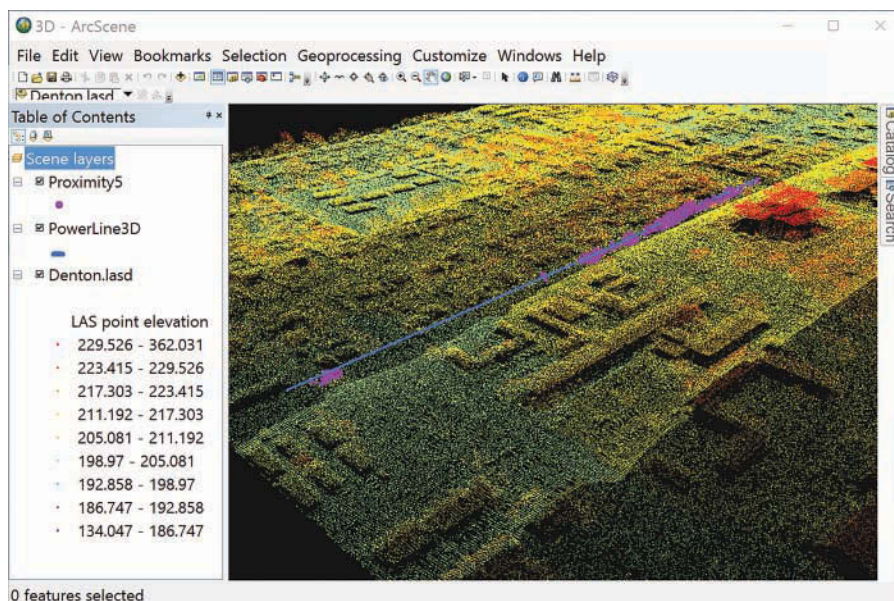 3D - ArcScene
File Edit View Bookmarks Selection Geoprocessing Customize Windows Help
Denton.lasd
Table of Contents
Scene layers
Proximity5
PowerLine3D
Denton.lasd
LAS point elevation
229.526 - 362.031
223.415 - 229.526
217.303 - 223.415
211.192 - 217.303
205.081 - 211.192
198.97 - 205.081
192.858 - 198.97
186.747 - 192.858
134.047 - 186.747
Catalog
Search
0 features selected